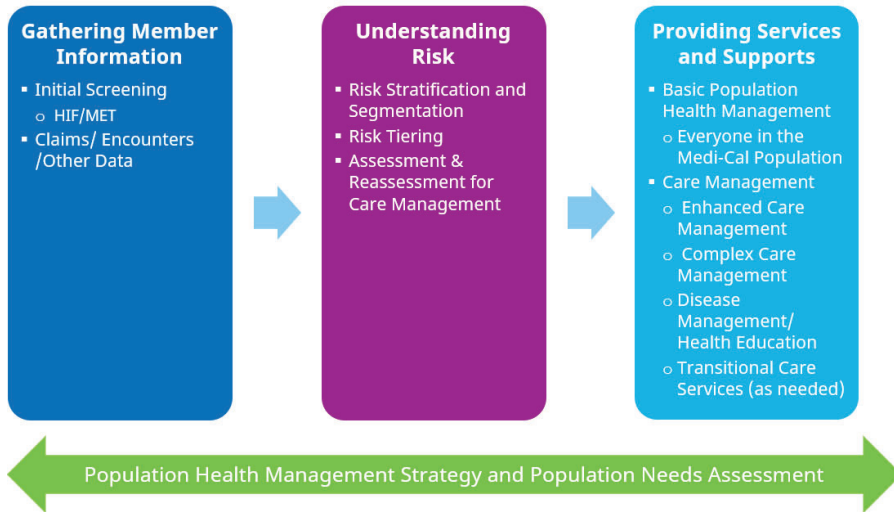 Gathering Member
Information
▪ Initial Screening
o HIF/MET
▪ Claims/ Encounters
/Other Data
Understanding
Risk
▪ Risk Stratification and
Segmentation
▪ Risk Tiering
▪ Assessment &
Reassessment for
Care Management
Providing Services
and Supports
▪ Basic Population
Health Management
o Everyone in the
Medi-Cal Population
▪ Care Management
o Enhanced Care
Management
o Complex Care
Management
o Disease
Management/
Health Education
o Transitional Care
Services (as needed)
Population Health Management Strategy and Population Needs Assessment